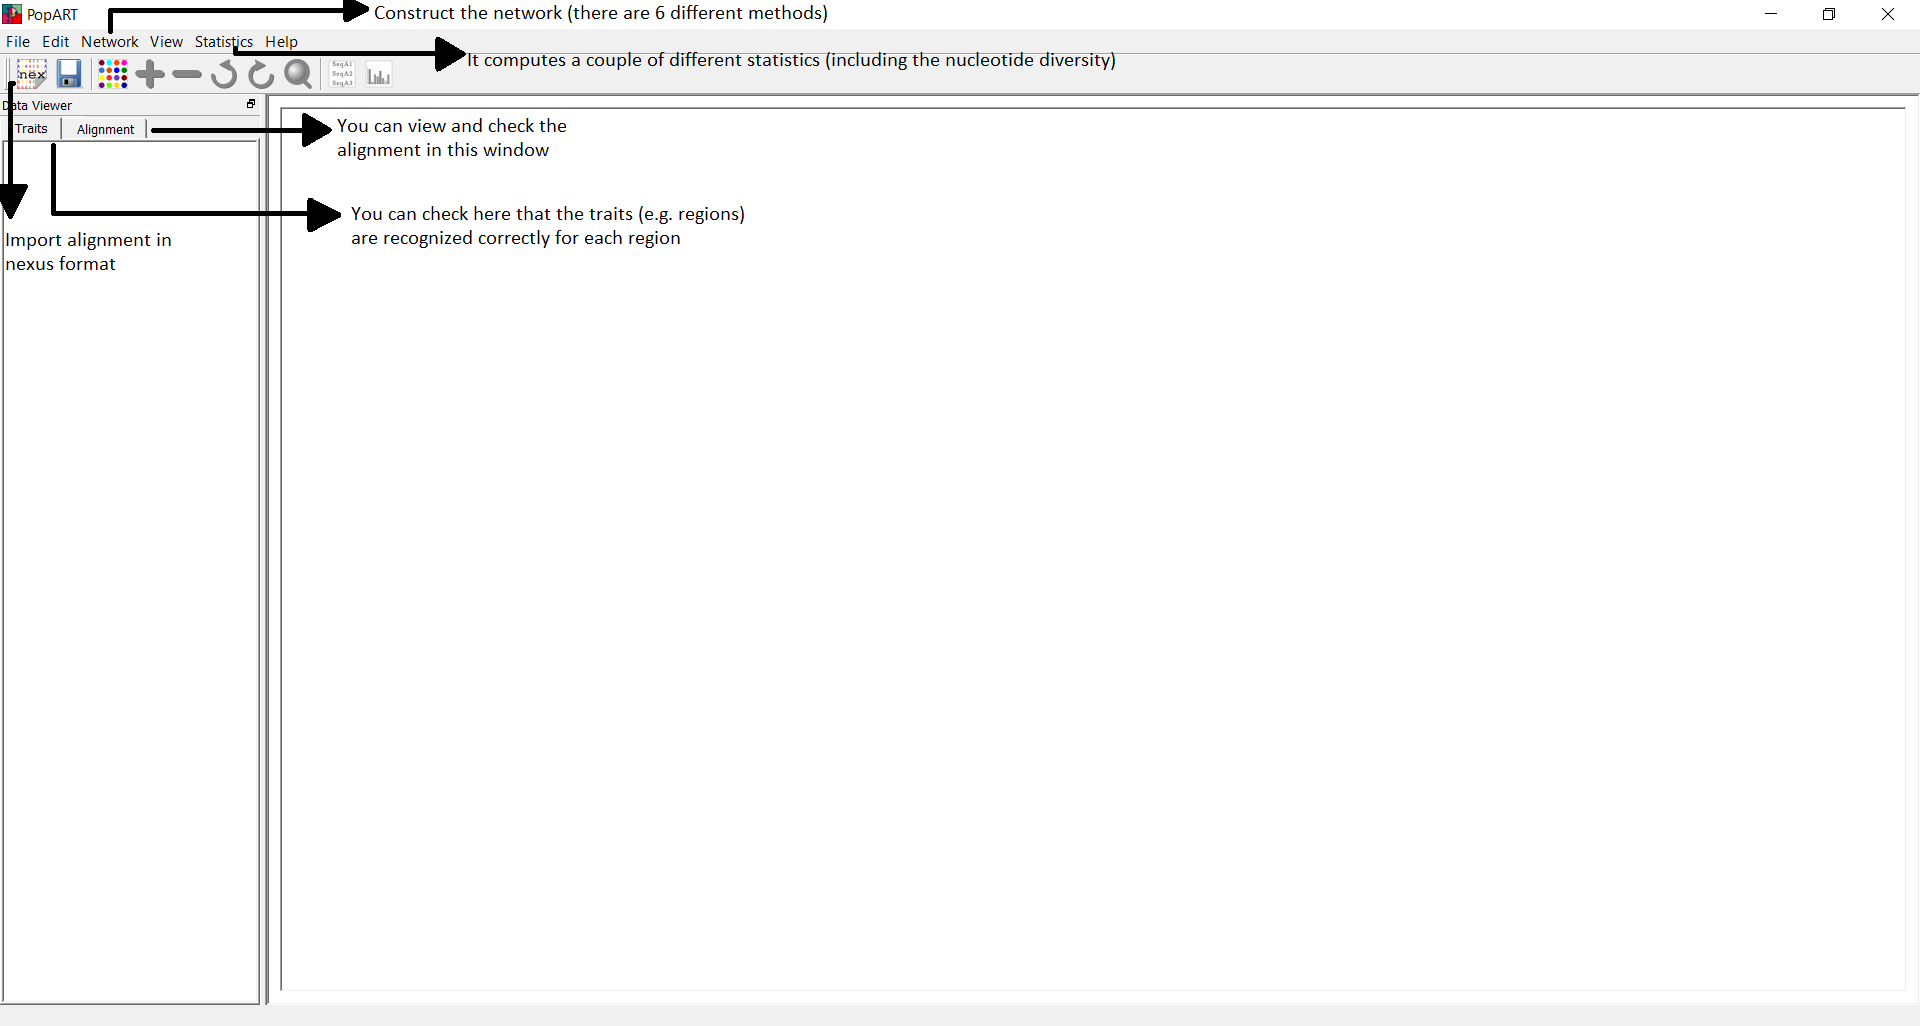 PopART
Construct the network (there are 6 different methods)
File Edit Network View Statistics Help
It computes a couple of different statistics (including the nucleotide diversity)
nex
SeqA1
SeqA2
SeqA3
Data Viewer
Traits Alignment
You can view and check the
alignment in this window
You can check here that the traits (e.g. regions)
are recognized correctly for each region
Import alignment in
nexus format